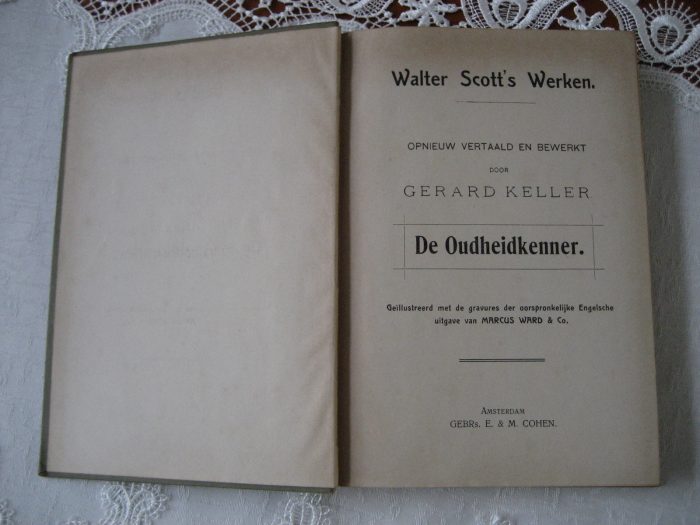 Walter Scott's Werken.
OPNIEUW VERTAALD EN BEWERKT
DOOR
GERARD KELLER
De Oudheidkenner.
Geïllustreerd met de gravures der oorspronkelijke Engelsche
uitgave van MARCUS WARD & Co.
AMSTERDAM
GEBRs. E. & M. COHEN.